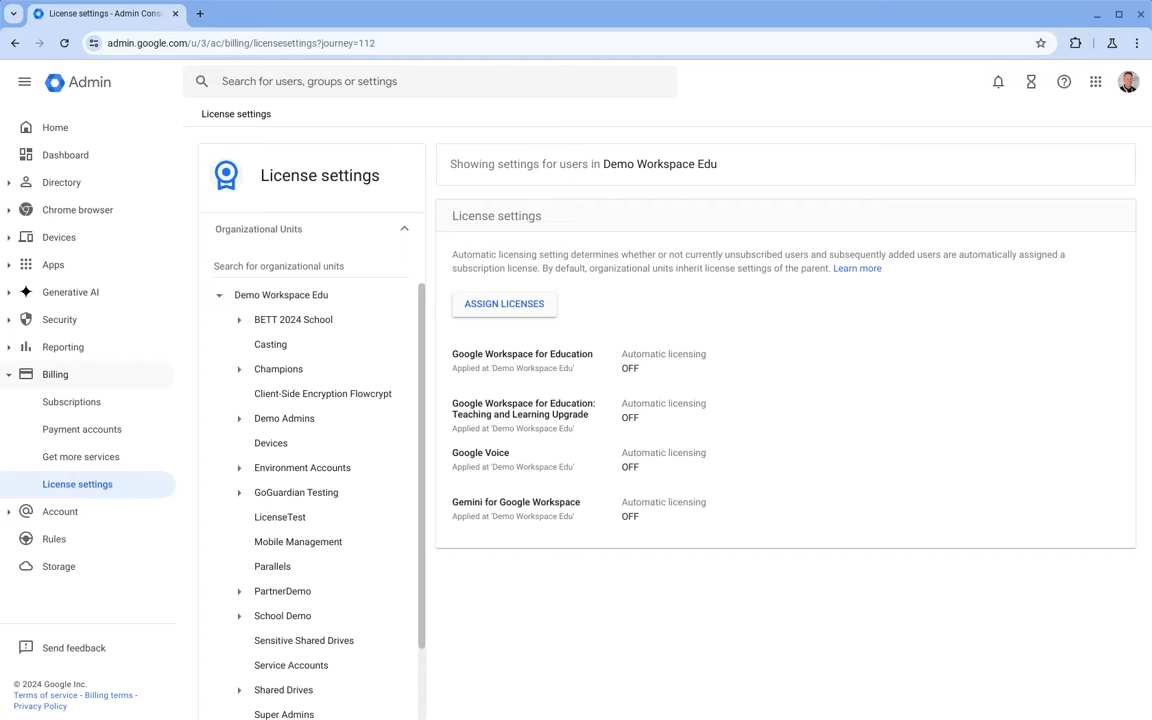 License settings - Admin Cons
admin.google.com/u/3/ac/billing/licensesettings?journey=112
Admin
Search for users, groups or settings
License settings
Home
Dashboard
Directory
Chrome browser
Devices
Apps
Generative AI
Security
Reporting
Billing
Subscriptions
Payment accounts
Get more services
License settings
Account
Rules
Storage
Send feedback
© 2024 Google Inc.
Terms of service - Billing terms -
Privacy Policy
License settings
Organizational Units
Search for organizational units
Demo Workspace Edu
BETT 2024 School
Casting
Champions
Client-Side Encryption Flowcrypt
Demo Admins
Devices
Environment Accounts
GoGuardian Testing
LicenseTest
Mobile Management
Parallels
PartnerDemo
School Demo
Sensitive Shared Drives
Service Accounts
Shared Drives
Super Admins
Showing settings for users in Demo Workspace Edu
License settings
Automatic licensing setting determines whether or not currently unsubscribed users and subsequently added users are automatically assigned a
subscription license. By default, organizational units inherit license settings of the parent. Learn more
ASSIGN LICENSES
Google Workspace for Education
Applied at 'Demo Workspace Edu'
Automatic licensing
OFF
Google Workspace for Education:
Teaching and Learning Upgrade
Applied at 'Demo Workspace Edu'
Automatic licensing
OFF
Google Voice
Applied at 'Demo Workspace Edu'
Automatic licensing
OFF
Gemini for Google Workspace
Applied at 'Demo Workspace Edu'
Automatic licensing
OFF